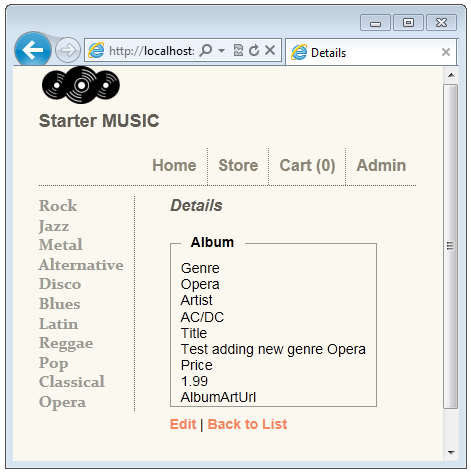 http://localhost:
Details
Starter MUSIC
Home Store Cart (0) Admin
Rock
Jazz
Metal
Alternative
Disco
Blues
Latin
Reggae
Pop
Classical
Opera
Details
Album
Genre
Opera
Artist
AC/DC
Title
Test adding new genre Opera
Price
1.99
AlbumArtUrl
Edit | Back to List